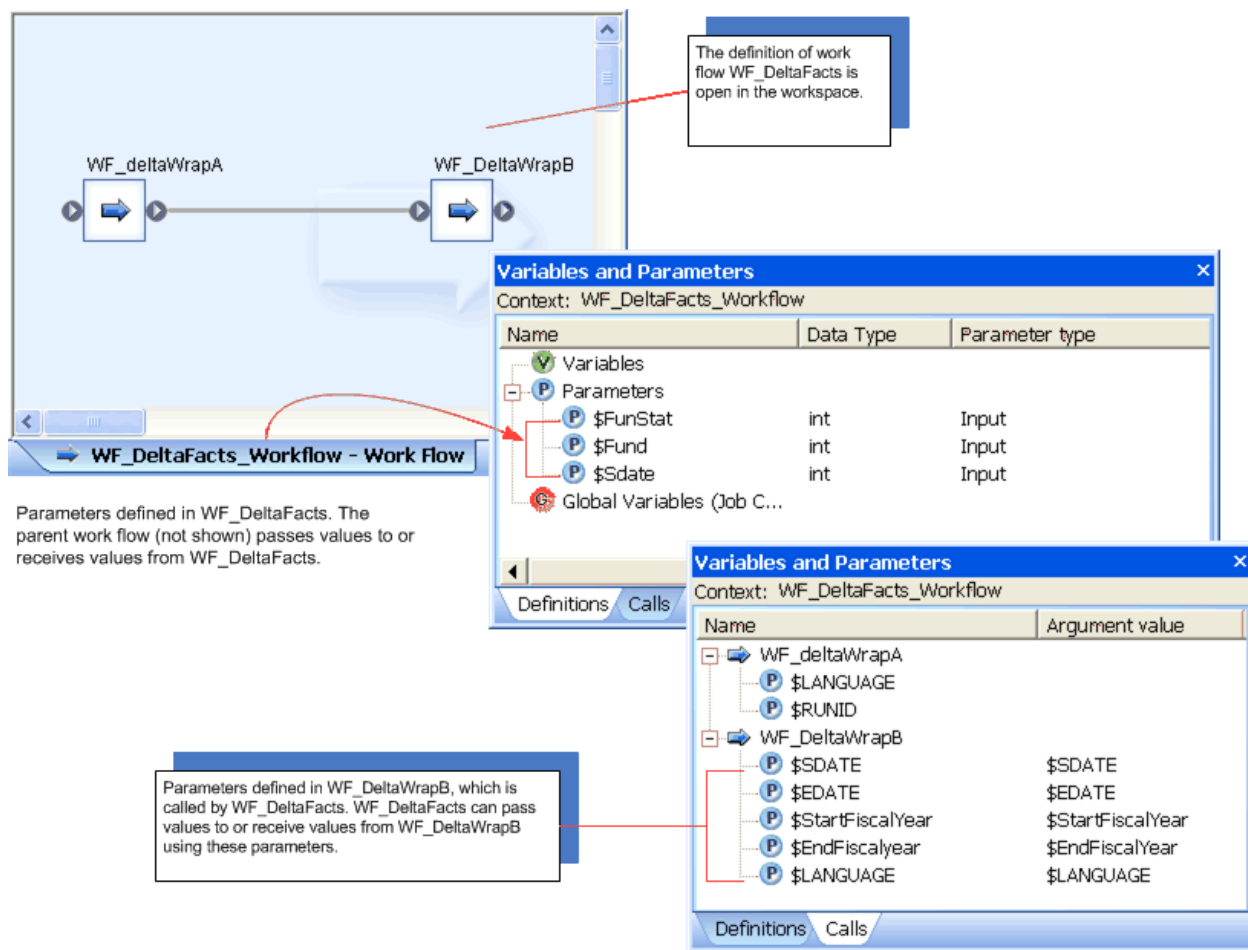 The definition of work
flow WF_DeltaFacts is
open in the workspace.
WF_deltaWrapA
WF_DeltaWrapB
WF_DeltaFacts_Workflow - Work Flow
Parameters defined in WF_DeltaFacts. The
parent work flow (not shown) passes values to or
receives values from WF_DeltaFacts.
Variables and Parameters
Context: WF_DeltaFacts_Workflow
Name Data Type Parameter type
V Variables
P Parameters
P $FunStat int Input
P $Fund int Input
P $Sdate int Input
G Global Variables (Job C...
Definitions Calls
Variables and Parameters
Context: WF_DeltaFacts_Workflow
Name Argument value
WF_deltaWrapA
P $LANGUAGE
P $RUNID
WF_DeltaWrapB
P $SDATE $SDATE
P $EDATE $EDATE
P $StartFiscalYear $StartFiscalYear
P $EndFiscalyear $EndFiscalYear
P $LANGUAGE $LANGUAGE
Definitions Calls
Parameters defined in WF_DeltaWrapB, which is
called by WF_DeltaFacts. WF_DeltaFacts can pass
values to or receive values from WF_DeltaWrapB
using these parameters.